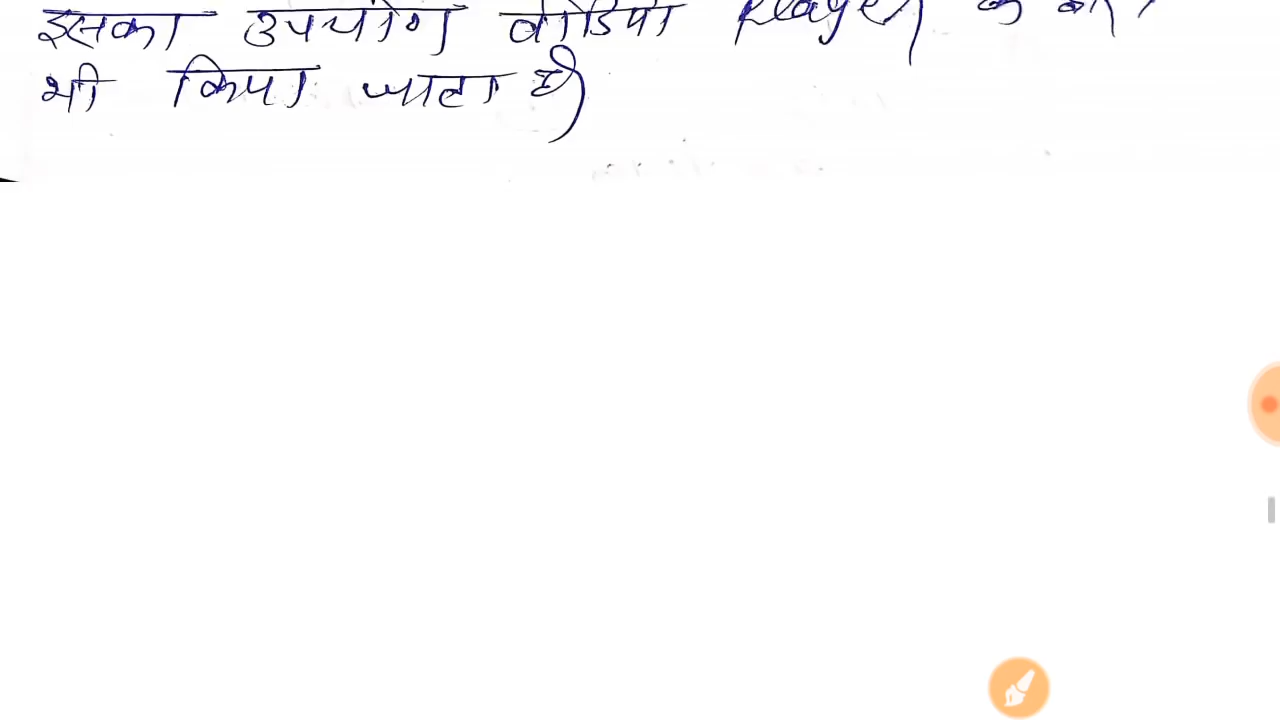 इसका उपयोग वीडियो Player के
भी किया जाता है